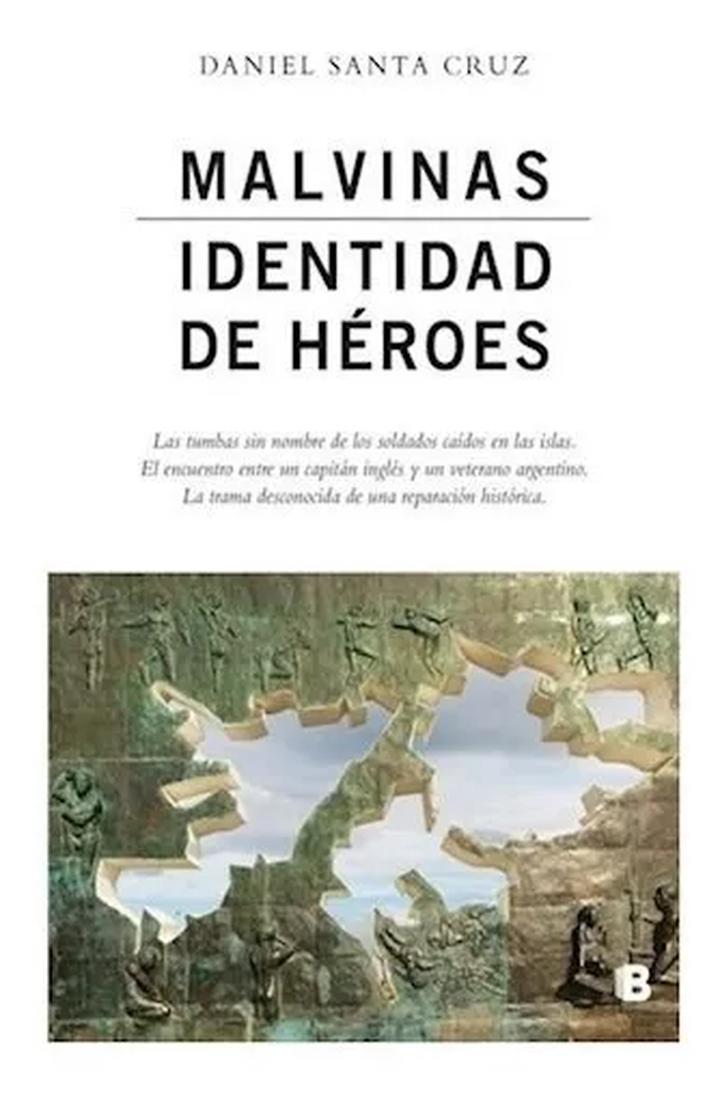 DANIEL SANTA CRUZ
MALVINAS
IDENTIDAD
DE HÉROES
Las tumbas sin nombre de los soldados caídos en las islas.
El encuentro entre un capitán inglés y un veterano argentino.
La trama desconocida de una reparación histórica.
B